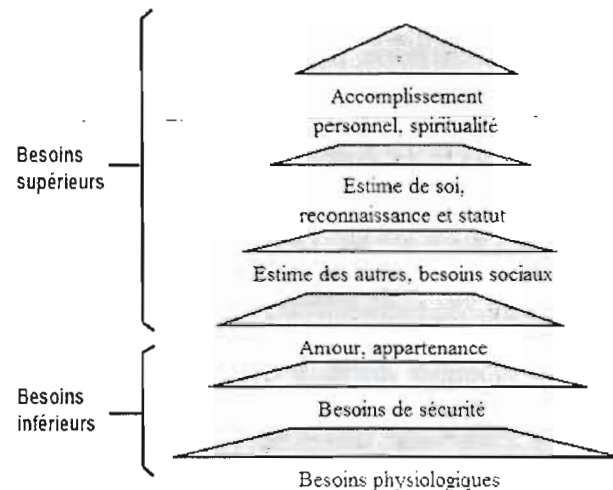 Accomplissement
personnel, spiritualité
Besoins
supérieurs
Estime de soi,
reconnaissance et statut
Estime des autres, besoins sociaux
Amour, appartenance
Besoins
inférieurs
Besoins de sécurité
Besoins physiologiques